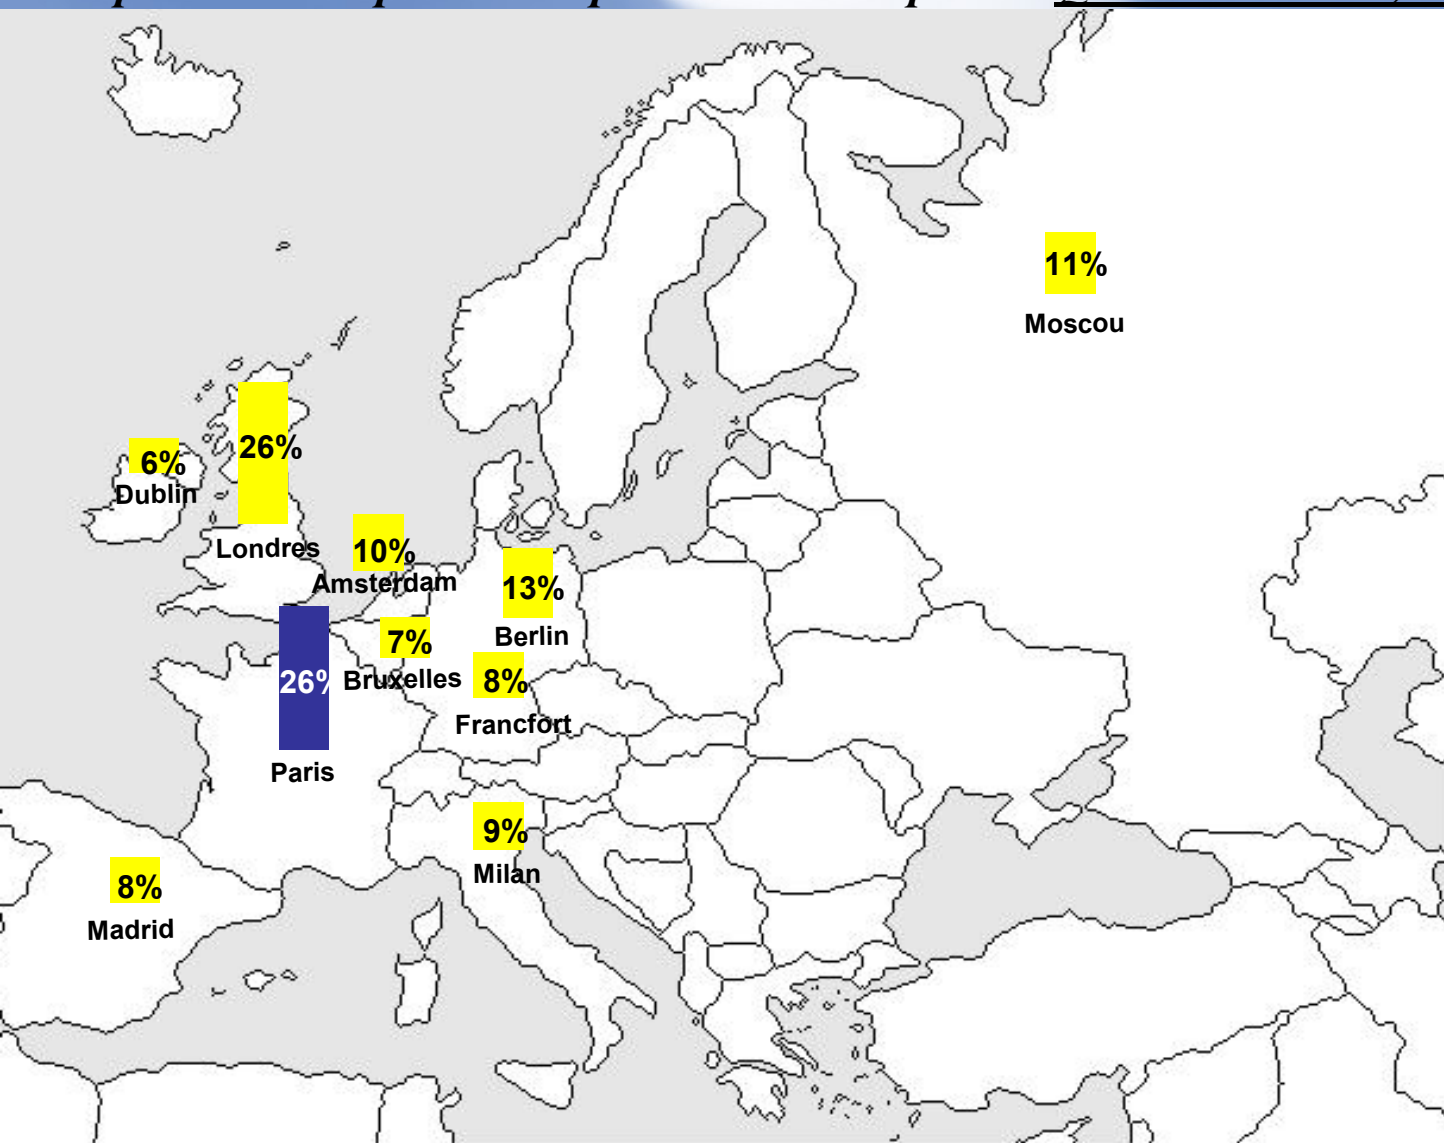 11%
Moscou
26%
Londres
6%
Dublin
10%
Amsterdam
13%
Berlin
7%
Bruxelles
8%
Francfort
26%
Paris
9%
Milan
8%
Madrid